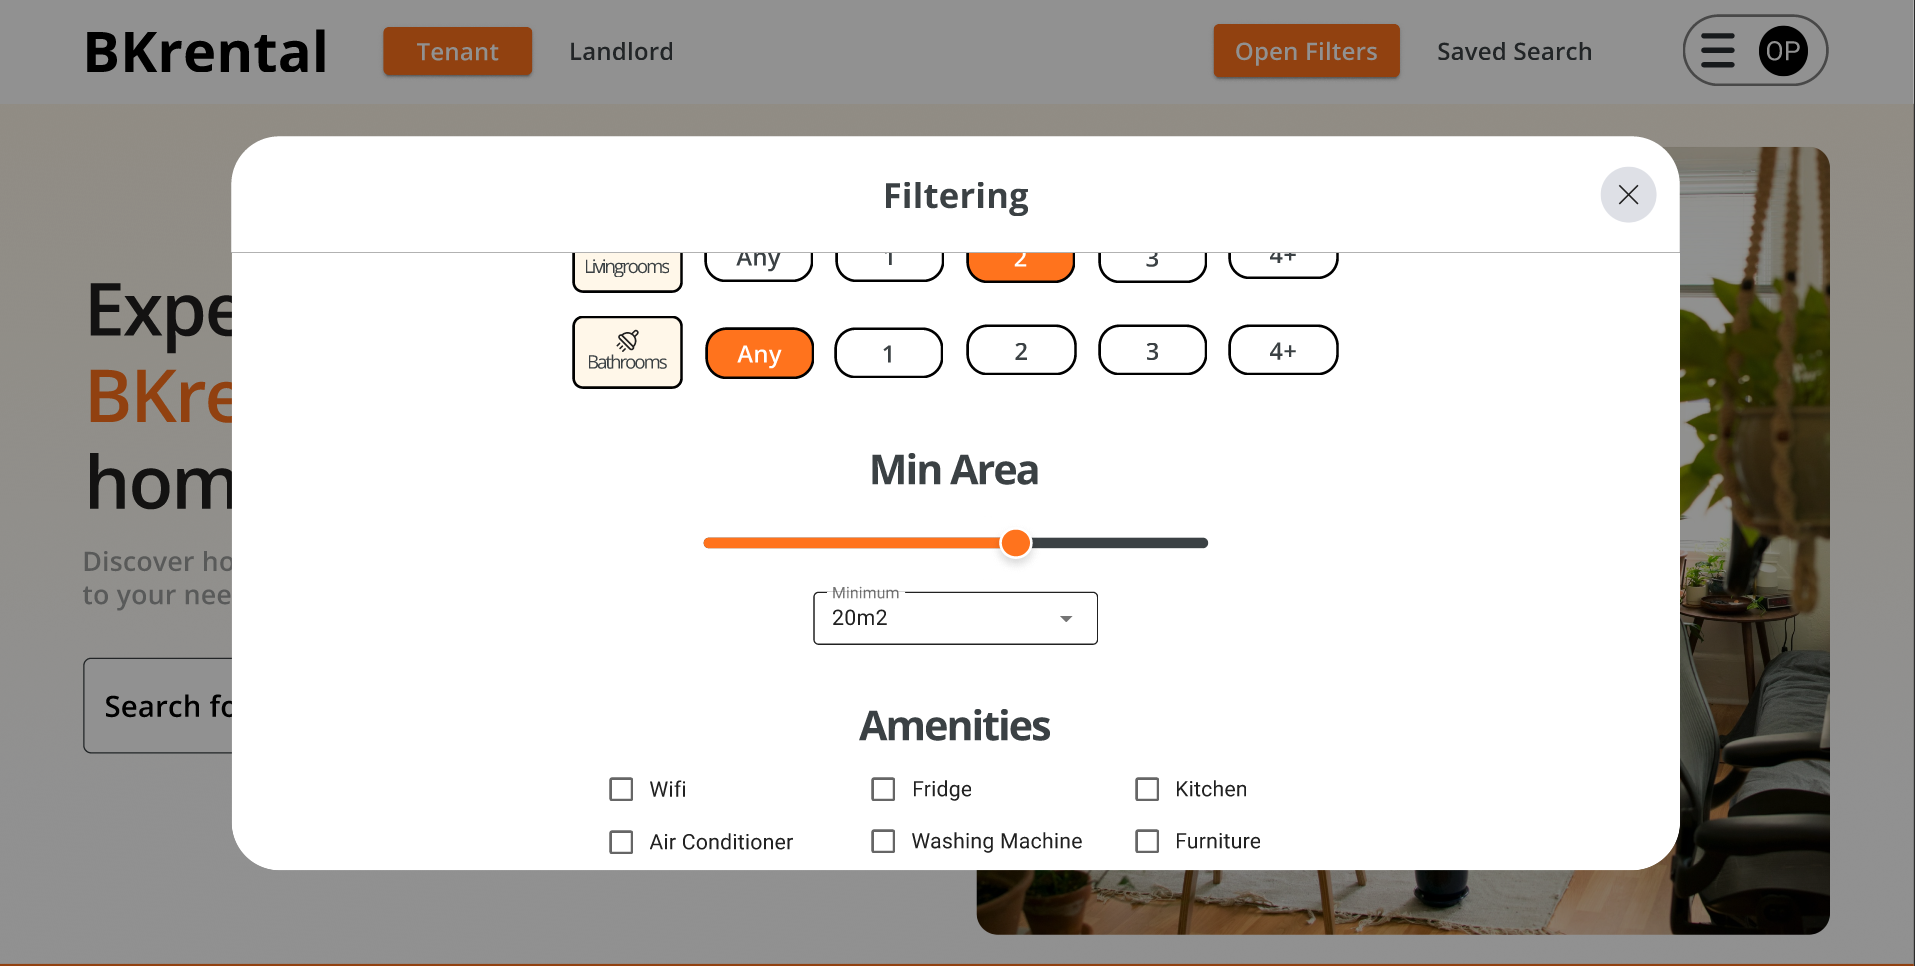 BKrental Tenant Landlord Open Filters Saved Search OP
Filtering
Livingrooms Any 1 2 3 4+
Bathrooms Any 1 2 3 4+
Min Area
Minimum
20m2
Amenities
Wifi Fridge Kitchen
Air Conditioner Washing Machine Furniture
Expe
BKre
hom
Discover ho
to your nee
Search fo